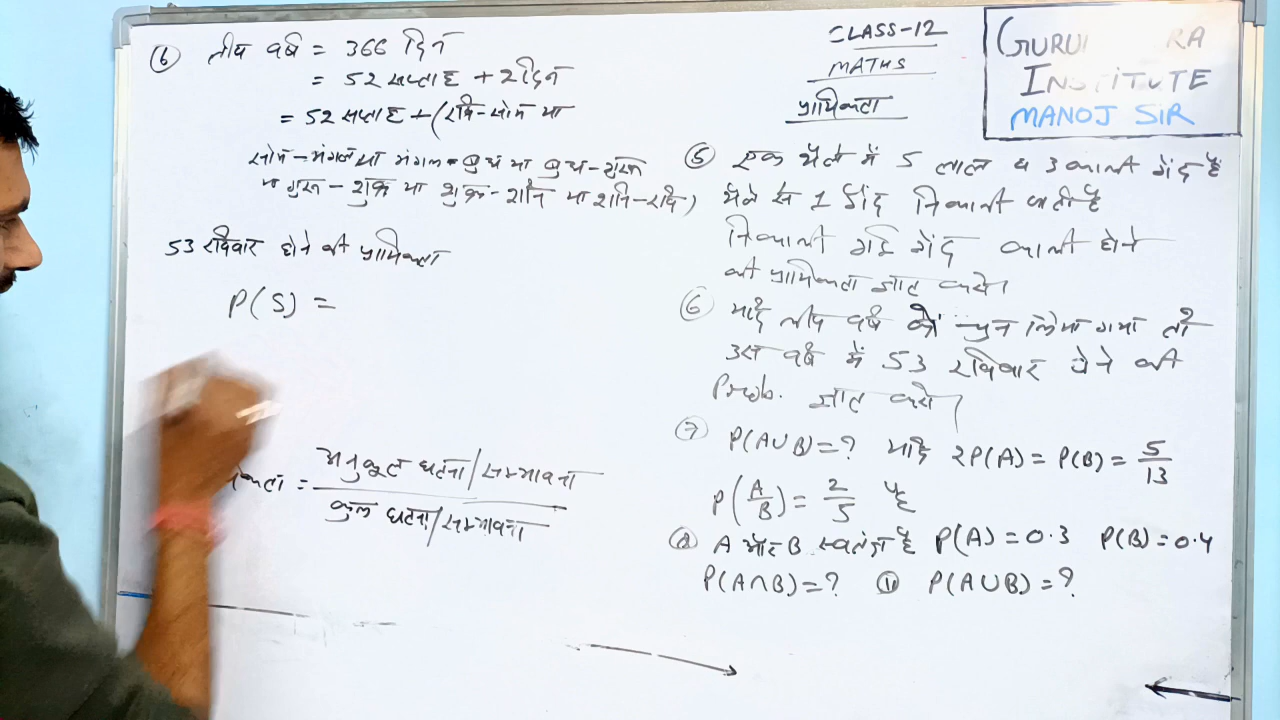 CLASS-12
MATHS
प्रायिकता
INSTITUTE
MANOJ SIR
⑥ लीप वर्ष = 366 दिन
= 52 सप्ताह + 2 दिन
= 52 सप्ताह + (रवि-सोम या
सोम-मंगल या मंगल-बुध या बुध-गुरू
या गुरू-शुक्र या शुक्र-शनि या शनि-रवि)
53 रविवार होने की प्रायिकता
P(S) =
= अनुकूल घटना/सम्भावना
कुल घटना/सम्भावना
⑤ एक थैले में 5 लाल व 3 काली गेंद है
थैले से 1 गेंद निकाली जाती है
निकाली गई गेंद काली होने
की प्रायिकता ज्ञात करो।
⑥ यदि लीप वर्ष को चुन लिया गया तो
उस वर्ष में 53 रविवार होने की
Prob. ज्ञात करो।
⑦ P(A∪B)=? यदि 2P(A) = P(B) = 5/13
P(A/B) = 2/5
⑧ A और B स्वतंत्र है P(A)=0.3 P(B)=0.4
P(A∩B)=? ⑪ P(A∪B)=?